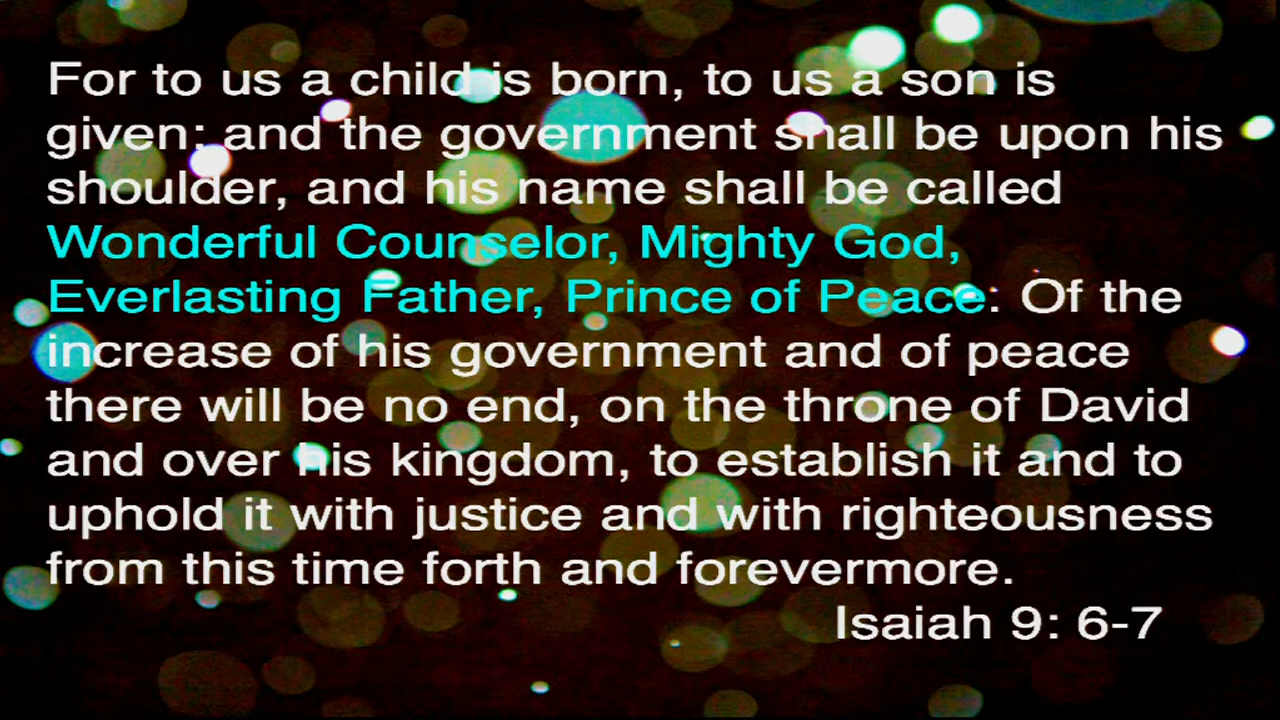 For to us a child is born, to us a son is
given; and the government shall be upon his
shoulder, and his name shall be called
Wonderful Counselor, Mighty God,
Everlasting Father, Prince of Peace. Of the
increase of his government and of peace
there will be no end, on the throne of David
and over his kingdom, to establish it and to
uphold it with justice and with righteousness
from this time forth and forevermore.
Isaiah 9: 6-7